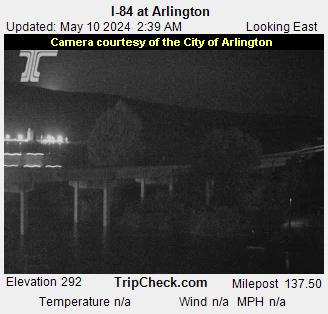 I-84 at Arlington
Updated: May 10 2024 2:39 AM Looking East
Camera courtesy of the City of Arlington
Elevation 292 TripCheck.com Milepost 137.50
Temperature n/a Wind n/a MPH n/a